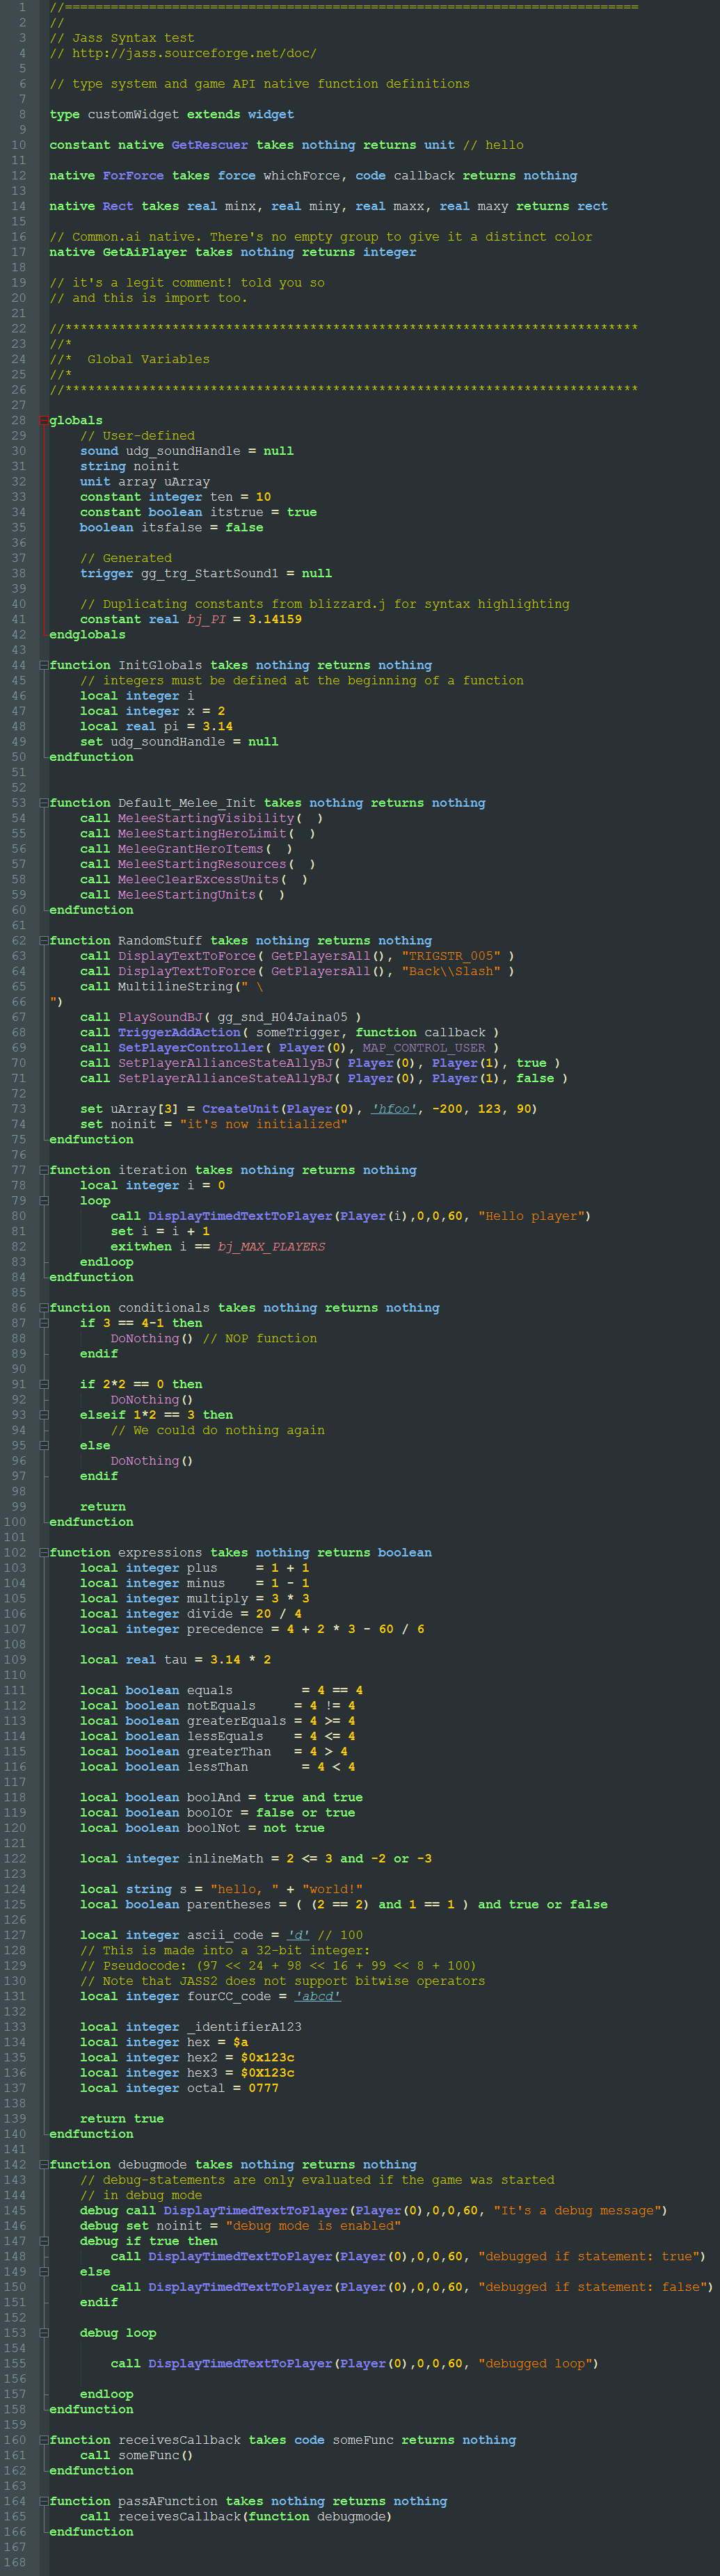 1 //===========================================================================
2 //
3 // Jass Syntax test
4 // http://jass.sourceforge.net/doc/
5
6 // type system and game API native function definitions
7
8 type customWidget extends widget
9
10 constant native GetRescuer takes nothing returns unit // hello
11
12 native ForForce takes force whichForce, code callback returns nothing
13
14 native Rect takes real minx, real miny, real maxx, real maxy returns rect
15
16 // Common.ai native. There's no empty group to give it a distinct color
17 native GetAiPlayer takes nothing returns integer
18
19 // it's a legit comment! told you so
20 // and this is import too.
21
22 //***************************************************************************
23 //*
24 //*  Global Variables
25 //*
26 //***************************************************************************
27
28 globals
29     // User-defined
30     sound udg_soundHandle = null
31     string noinit
32     unit array uArray
33     constant integer ten = 10
34     constant boolean itstrue = true
35     boolean itsfalse = false
36
37     // Generated
38     trigger gg_trg_StartSound1 = null
39
40     // Duplicating constants from blizzard.j for syntax highlighting
41     constant real bj_PI = 3.14159
42 endglobals
43
44 function InitGlobals takes nothing returns nothing
45     // integers must be defined at the beginning of a function
46     local integer i
47     local integer x = 2
48     local real pi = 3.14
49     set udg_soundHandle = null
50 endfunction
51
52
53 function Default_Melee_Init takes nothing returns nothing
54     call MeleeStartingVisibility(  )
55     call MeleeStartingHeroLimit(  )
56     call MeleeGrantHeroItems(  )
57     call MeleeStartingResources(  )
58     call MeleeClearExcessUnits(  )
59     call MeleeStartingUnits(  )
60 endfunction
61
62 function RandomStuff takes nothing returns nothing
63     call DisplayTextToForce( GetPlayersAll(), "TRIGSTR_005" )
64     call DisplayTextToForce( GetPlayersAll(), "Back\\Slash" )
65     call MultilineString(" \
66 ")
67     call PlaySoundBJ( gg_snd_H04Jaina05 )
68     call TriggerAddAction( someTrigger, function callback )
69     call SetPlayerController( Player(0), MAP_CONTROL_USER )
70     call SetPlayerAllianceStateAllyBJ( Player(0), Player(1), true )
71     call SetPlayerAllianceStateAllyBJ( Player(0), Player(1), false )
72
73     set uArray[3] = CreateUnit(Player(0), 'hfoo', -200, 123, 90)
74     set noinit = "it's now initialized"
75 endfunction
76
77 function iteration takes nothing returns nothing
78     local integer i = 0
79     loop
80         call DisplayTimedTextToPlayer(Player(i),0,0,60, "Hello player")
81         set i = i + 1
82         exitwhen i == bj_MAX_PLAYERS
83     endloop
84 endfunction
85
86 function conditionals takes nothing returns nothing
87     if 3 == 4-1 then
88         DoNothing() // NOP function
89     endif
90
91     if 2*2 == 0 then
92         DoNothing()
93     elseif 1*2 == 3 then
94         // We could do nothing again
95     else
96         DoNothing()
97     endif
98
99     return
100 endfunction
101
102 function expressions takes nothing returns boolean
103     local integer plus     = 1 + 1
104     local integer minus    = 1 - 1
105     local integer multiply = 3 * 3
106     local integer divide = 20 / 4
107     local integer precedence = 4 + 2 * 3 - 60 / 6
108
109     local real tau = 3.14 * 2
110
111     local boolean equals         = 4 == 4
112     local boolean notEquals     = 4 != 4
113     local boolean greaterEquals = 4 >= 4
114     local boolean lessEquals    = 4 <= 4
115     local boolean greaterThan   = 4 > 4
116     local boolean lessThan       = 4 < 4
117
118     local boolean boolAnd = true and true
119     local boolean boolOr = false or true
120     local boolean boolNot = not true
121
122     local integer inlineMath = 2 <= 3 and -2 or -3
123
124     local string s = "hello, " + "world!"
125     local boolean parentheses = ( (2 == 2) and 1 == 1 ) and true or false
126
127     local integer ascii_code = 'd' // 100
128     // This is made into a 32-bit integer:
129     // Pseudocode: (97 << 24 + 98 << 16 + 99 << 8 + 100)
130     // Note that JASS2 does not support bitwise operators
131     local integer fourCC_code = 'abcd'
132
133     local integer _identifierA123
134     local integer hex = $a
135     local integer hex2 = $0x123c
136     local integer hex3 = $0X123c
137     local integer octal = 0777
138
139     return true
140 endfunction
141
142 function debugmode takes nothing returns nothing
143     // debug-statements are only evaluated if the game was started
144     // in debug mode
145     debug call DisplayTimedTextToPlayer(Player(0),0,0,60, "It's a debug message")
146     debug set noinit = "debug mode is enabled"
147     debug if true then
148         call DisplayTimedTextToPlayer(Player(0),0,0,60, "debugged if statement: true")
149     else
150         call DisplayTimedTextToPlayer(Player(0),0,0,60, "debugged if statement: false")
151     endif
152
153     debug loop
154
155         call DisplayTimedTextToPlayer(Player(0),0,0,60, "debugged loop")
156
157     endloop
158 endfunction
159
160 function receivesCallback takes code someFunc returns nothing
161     call someFunc()
162 endfunction
163
164 function passAFunction takes nothing returns nothing
165     call receivesCallback(function debugmode)
166 endfunction
167
168